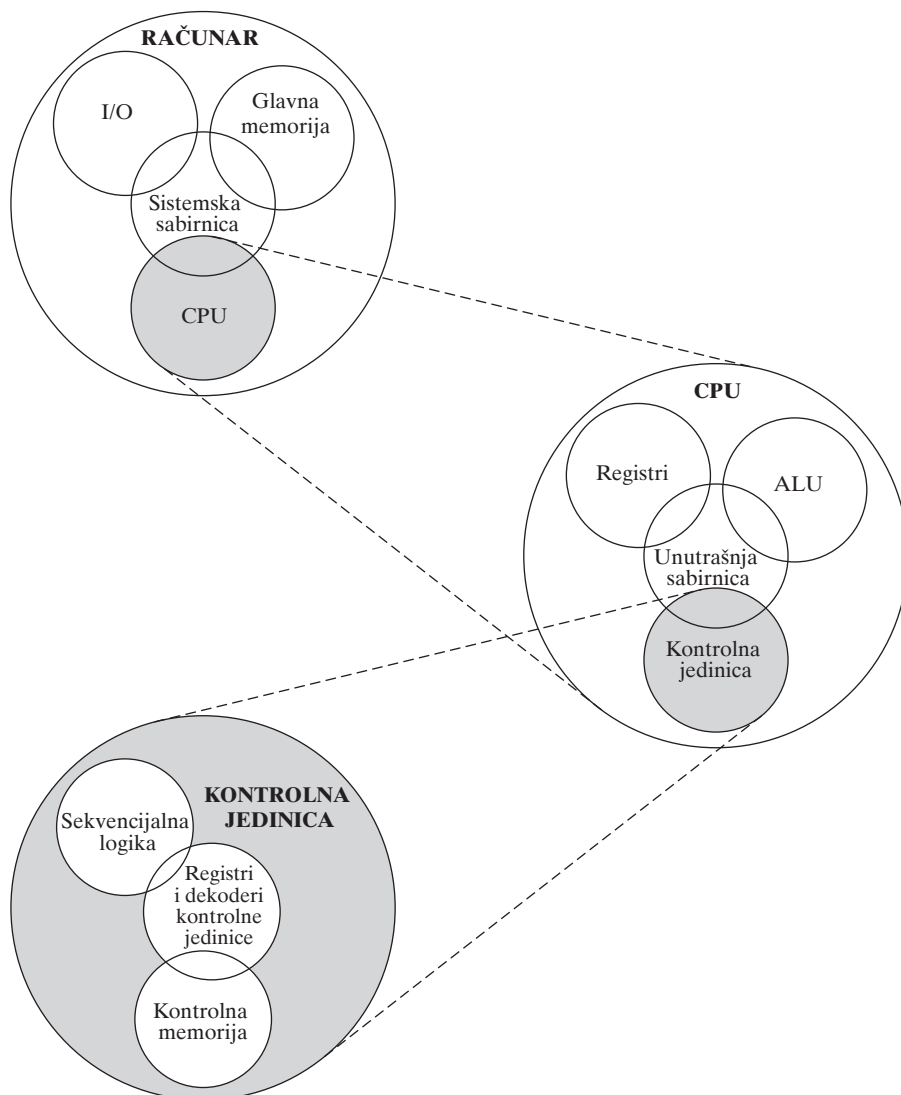 RAČUNAR
I/O
Glavna
memorija
Sistemska
sabirnica
CPU
CPU
Registri
ALU
Unutrašnja
sabirnica
Kontrolna
jedinica
KONTROLNA
JEDINICA
Sekvencijalna
logika
Registri
i dekoderi
kontrolne
jedinice
Kontrolna
memorija